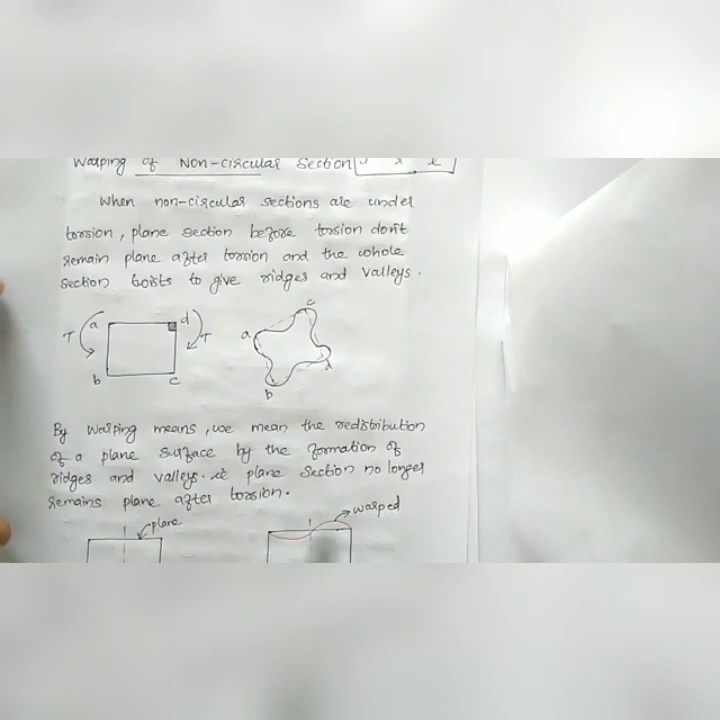 Warping of Non-circular Section
When non-circular sections are under
torsion, plane section before torsion don't
remain plane after torsion and the whole
section twists to give ridges and valleys.
a d c
T T a
b c d
b
By warping means, we mean the redistribution
of a plane surface by the formation of
ridges and valleys. ie plane section no longer
remains plane after torsion.
plane warped